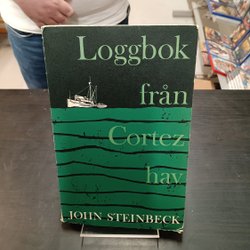 Loggbok
från
Cortez
hav
JOHN STEINBECK